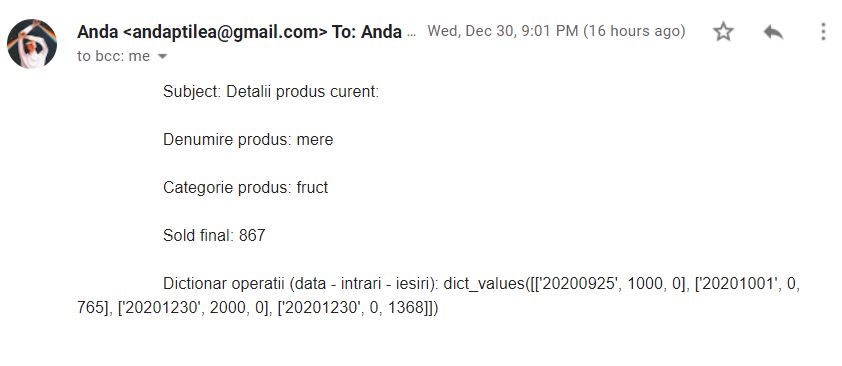 Anda <andaptilea@gmail.com> To: Anda ... Wed, Dec 30, 9:01 PM (16 hours ago)
to bcc: me
Subject: Detalii produs curent:
Denumire produs: mere
Categorie produs: fruct
Sold final: 867
Dictionar operatii (data - intrari - iesiri): dict_values([['20200925', 1000, 0], ['20201001', 0,
765], ['20201230', 2000, 0], ['20201230', 0, 1368]])